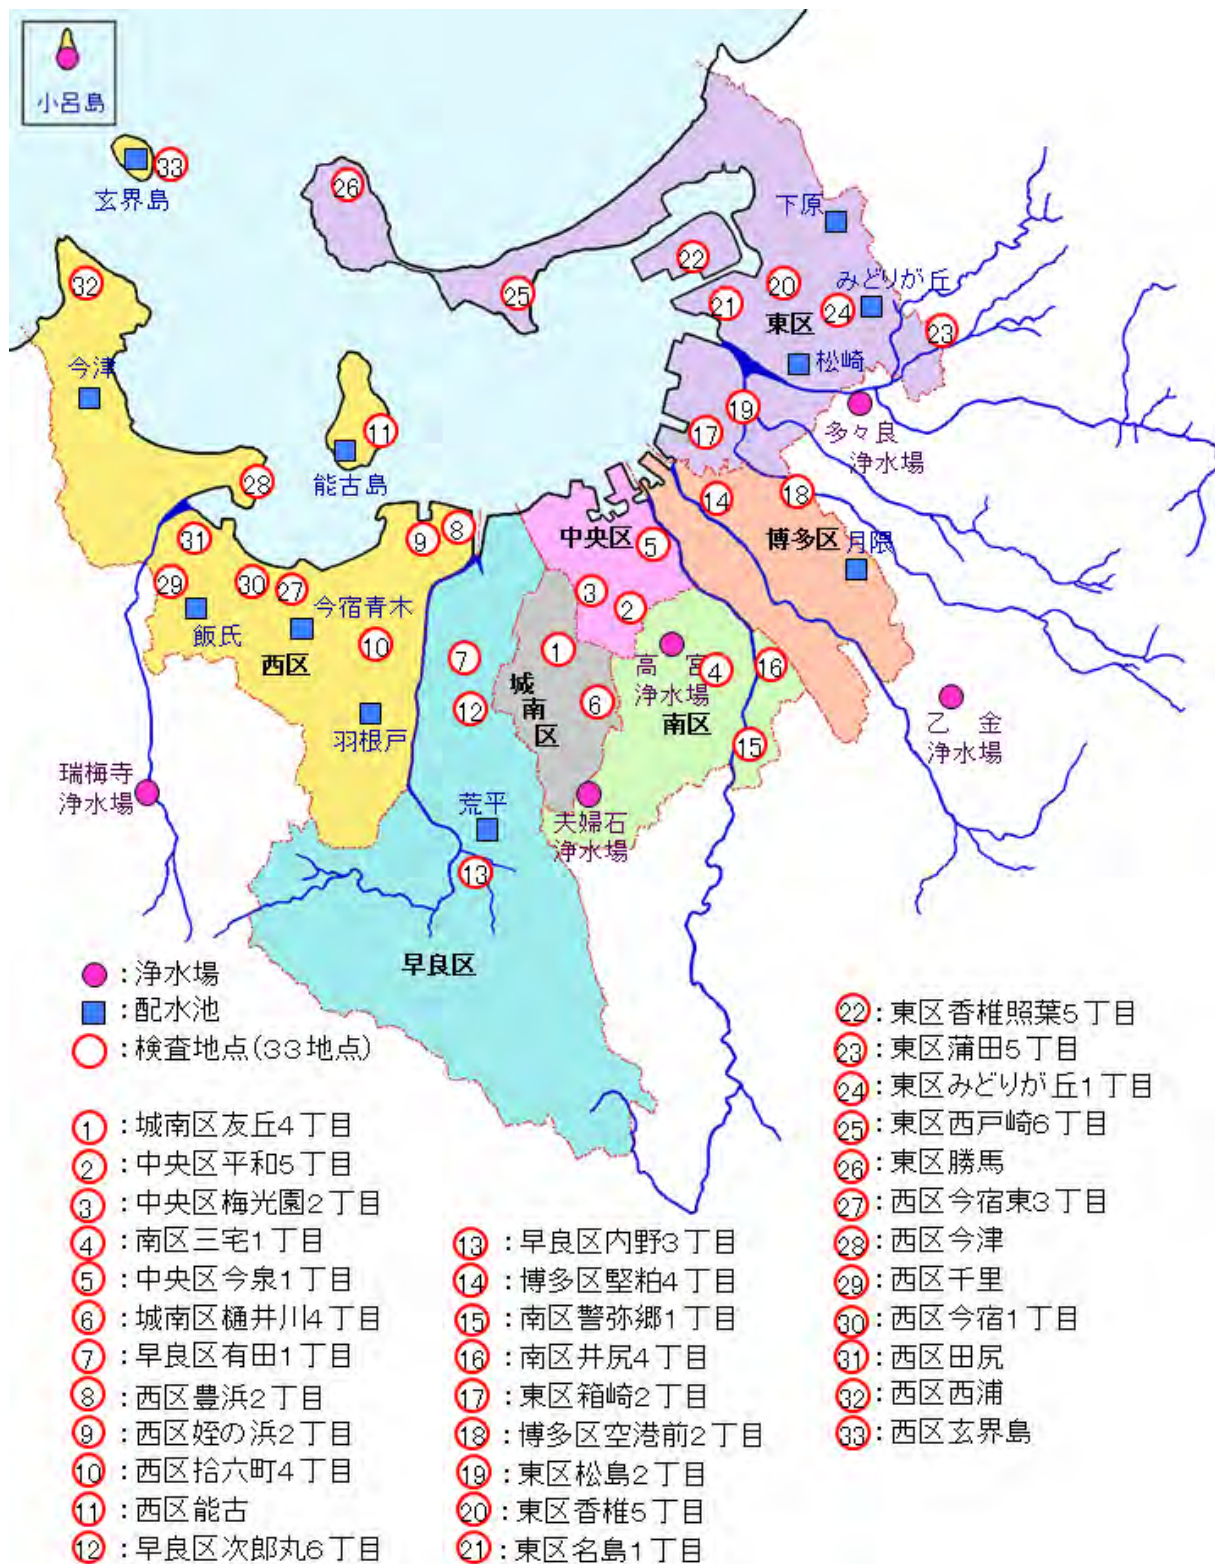 小呂島
33
玄界島
26
下原
22
32
20
みどりが丘
25
21
24
23
東区
今津
松崎
19
多々良
浄水場
11
17
能古島
28
18
14
8
中央区
博多区
9
5
月隈
31
29
30
27
3
2
飯氏
今宿青木
西区
10
7
1
高宮
浄水場
4
16
城南区
6
12
南区
乙金
浄水場
羽根戸
15
瑞梅寺
浄水場
荒平
夫婦石
浄水場
13
早良区
:浄水場
:配水池
:検査地点(33地点)
1:城南区友丘4丁目
2:中央区平和5丁目
3:中央区梅光園2丁目
4:南区三宅1丁目
5:中央区今泉1丁目
6:城南区樋井川4丁目
7:早良区有田1丁目
8:西区豊浜2丁目
9:西区姪の浜2丁目
10:西区拾六町4丁目
11:西区能古
12:早良区次郎丸6丁目
13:早良区内野3丁目
14:博多区堅粕4丁目
15:南区警弥郷1丁目
16:南区井尻4丁目
17:東区箱崎2丁目
18:博多区空港前2丁目
19:東区松島2丁目
20:東区香椎5丁目
21:東区名島1丁目
22:東区香椎照葉5丁目
23:東区蒲田5丁目
24:東区みどりが丘1丁目
25:東区西戸崎6丁目
26:東区勝馬
27:西区今宿東3丁目
28:西区今津
29:西区千里
30:西区今宿1丁目
31:西区田尻
32:西区西浦
33:西区玄界島